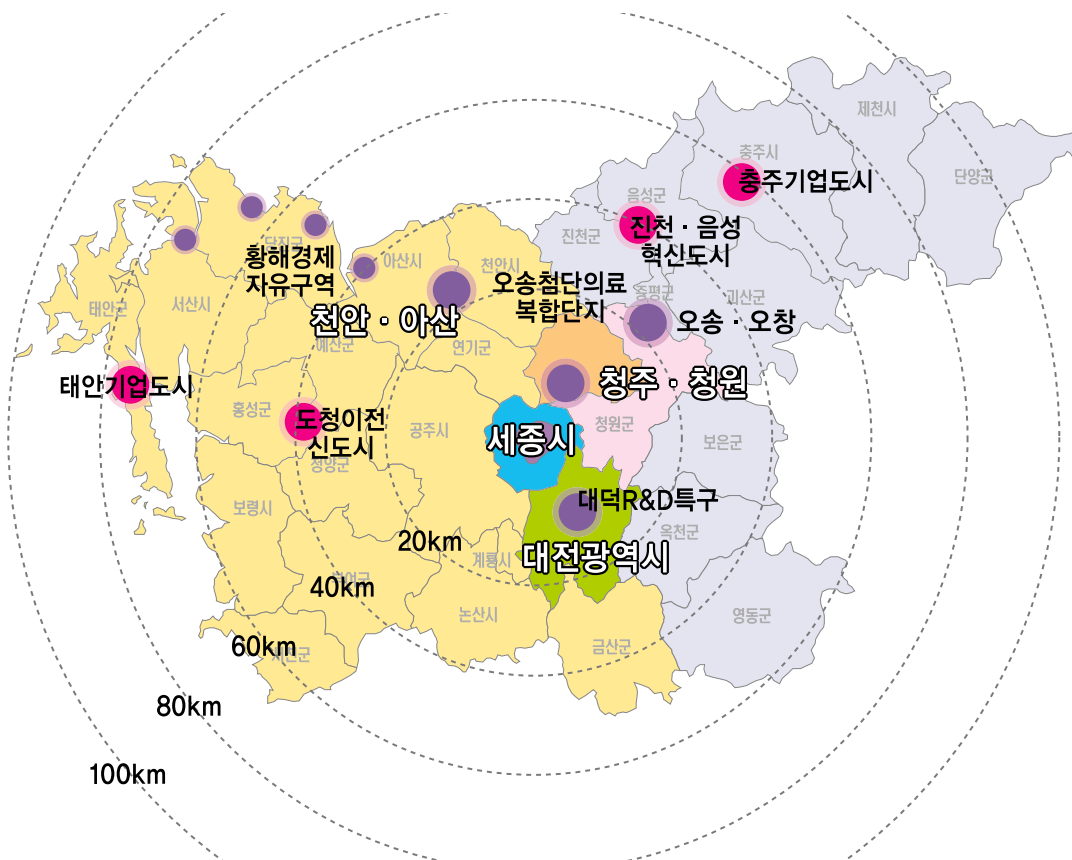 제천시
충주시
단양군
충주기업도시
음성군
진천 · 음성
혁신도시
진천군
당진군
황해경제
자유구역
아산시
천안시
오송첨단의료
복합단지
증평군
괴산군
태안군
서산시
천안 · 아산
오송 · 오창
예산군
연기군
태안기업도시
청주 · 청원
홍성군
도청이전
신도시
공주시
세종시
청원군
보은군
청양군
보령시
대덕R&D특구
20km
옥천군
계룡시
대전광역시
부여군
40km
논산시
영동군
60km
서천군
금산군
80km
100km